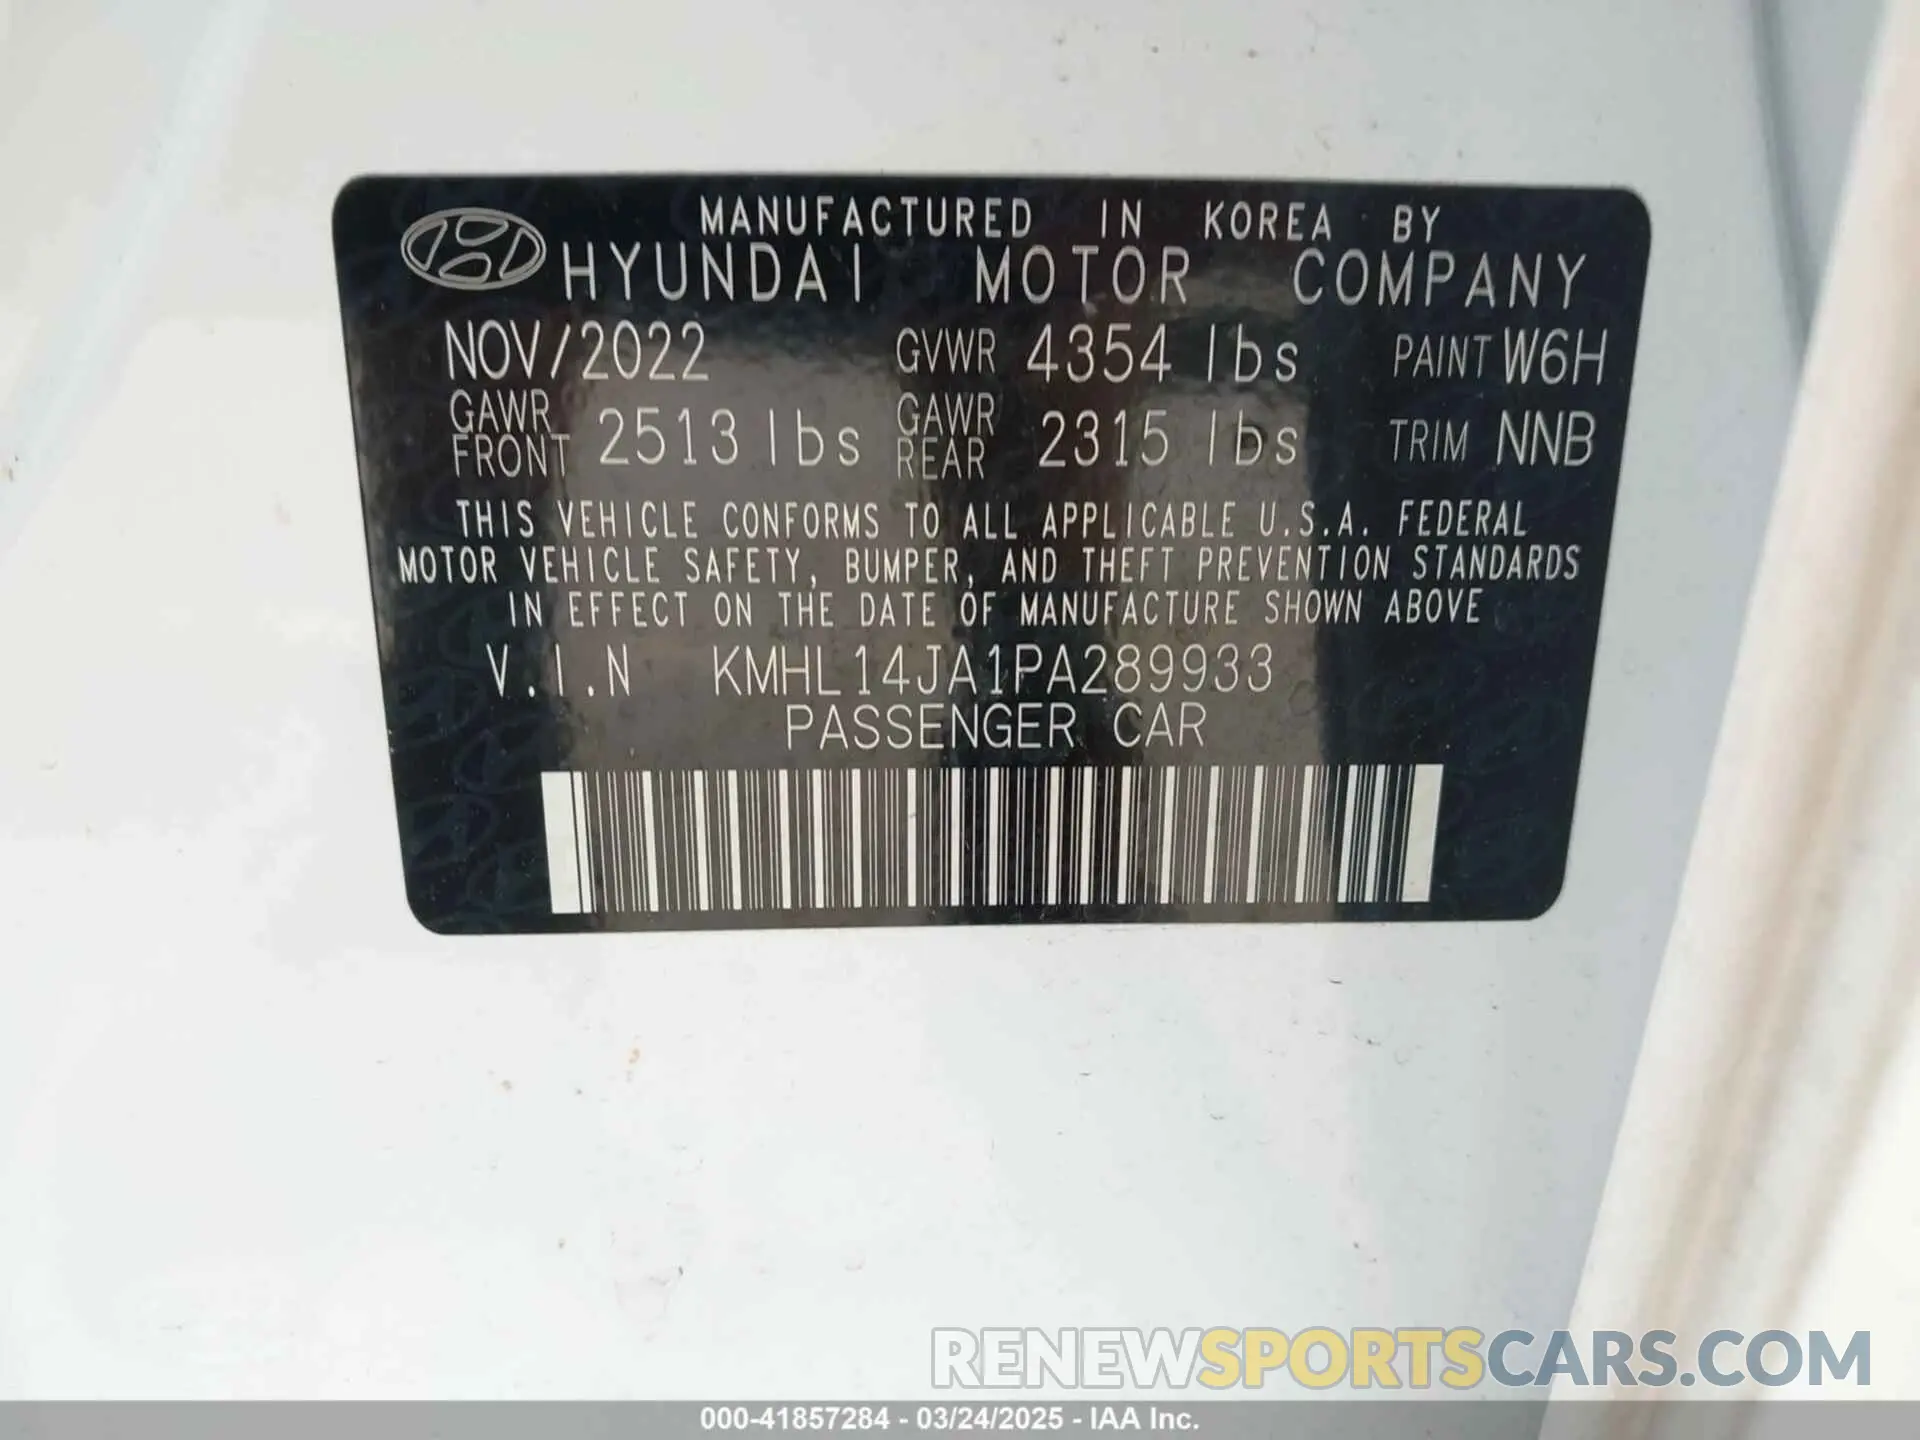 MANUFACTURED IN KOREA BY
HYUNDAI MOTOR COMPANY
NOV/2022 GVWR 4354 lbs PAINT W6H
GAWR FRONT 2513 lbs GAWR REAR 2315 lbs TRIM NNB
THIS VEHICLE CONFORMS TO ALL APPLICABLE U.S.A. FEDERAL
MOTOR VEHICLE SAFETY, BUMPER, AND THEFT PREVENTION STANDARDS
IN EFFECT ON THE DATE OF MANUFACTURE SHOWN ABOVE
V.I.N KMHL14JA1PA289933
PASSENGER CAR
RENEWSPORTSCARS.COM
000-41857284 - 03/24/2025 - IAA Inc.